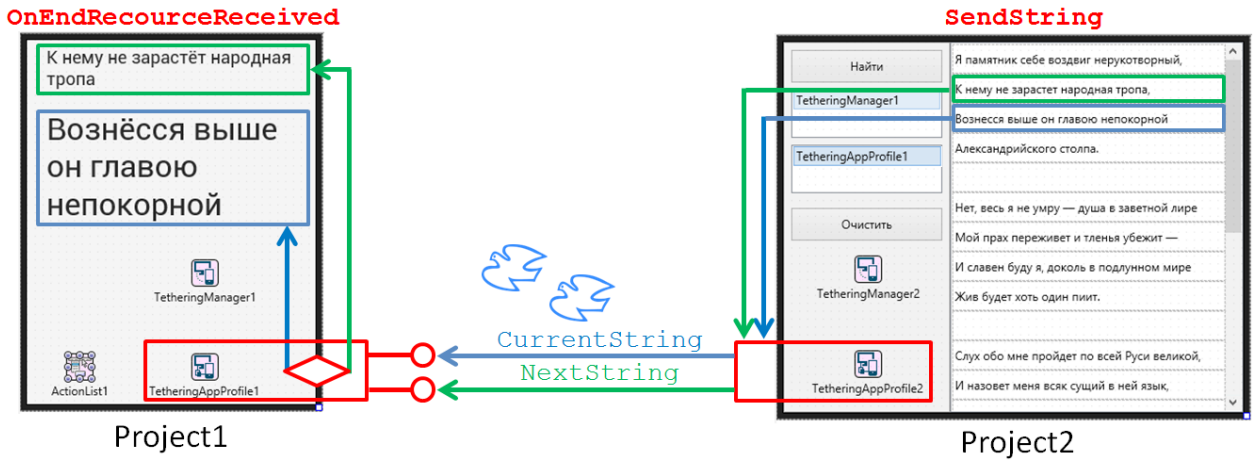 OnEndRecourceReceived
К нему не зарастёт народная
тропа
Вознёсся выше
он главою
непокорной
TetheringManager1
ActionList1
TetheringAppProfile1
Project1
CurrentString
NextString
SendString
Найти
TetheringManager1
TetheringAppProfile1
Очистить
TetheringManager2
TetheringAppProfile2
Я памятник себе воздвиг нерукотворный,
К нему не зарастет народная тропа,
Вознесся выше он главою непокорной
Александрийского столпа.
Нет, весь я не умру — душа в заветной лире
Мой прах переживет и тленья убежит —
И славен буду я, доколь в подлунном мире
Жив будет хоть один пиит.
Слух обо мне пройдет по всей Руси великой,
И назовет меня всяк сущий в ней язык,
Project2